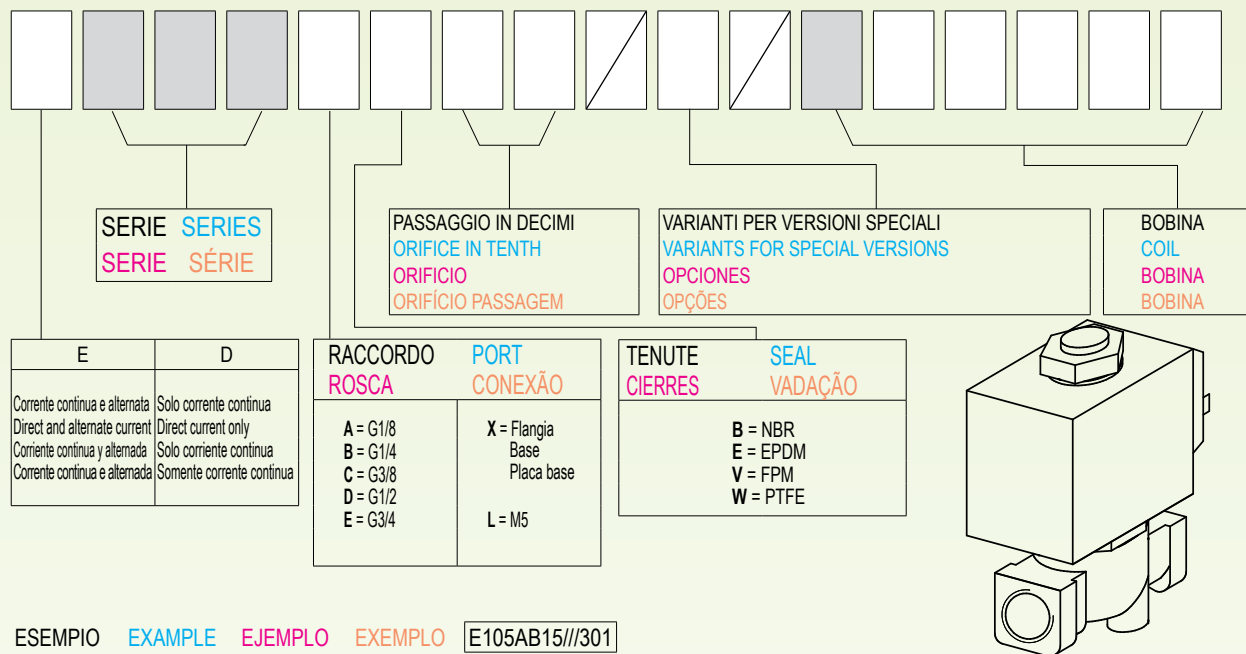 SERIE SERIES
SERIE SÉRIE
PASSAGGIO IN DECIMI
ORIFICE IN TENTH
ORIFICIO
ORIFÍCIO PASSAGEM
VARIANTI PER VERSIONI SPECIALI
VARIANTS FOR SPECIAL VERSIONS
OPCIONES
OPÇÕES
BOBINA
COIL
BOBINA
BOBINA
E D
Corrente continua e alternata Solo corrente continua
Direct and alternate current Direct current only
Corriente continua y alternada Solo corriente continua
Corrente continua e alternada Somente corrente continua
RACCORDO PORT
ROSCA CONEXÃO
A = G1/8
B = G1/4
C = G3/8
D = G1/2
E = G3/4
X = Flangia
Base
Placa base
L = M5
TENUTE SEAL
CIERRES VADAÇÃO
B = NBR
E = EPDM
V = FPM
W = PTFE
ESEMPIO EXAMPLE EJEMPLO EXEMPLO E105AB15///301